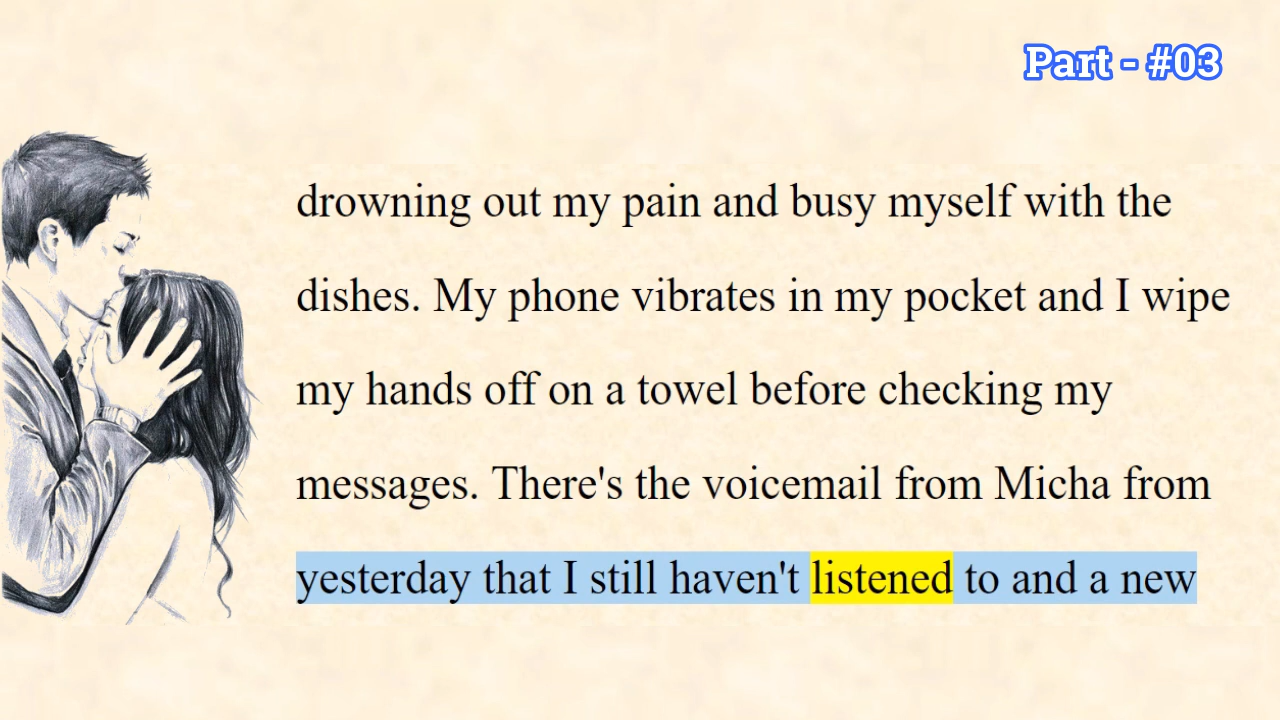 Part - #03
drowning out my pain and busy myself with the
dishes. My phone vibrates in my pocket and I wipe
my hands off on a towel before checking my
messages. There's the voicemail from Micha from
yesterday that I still haven't listened to and a new